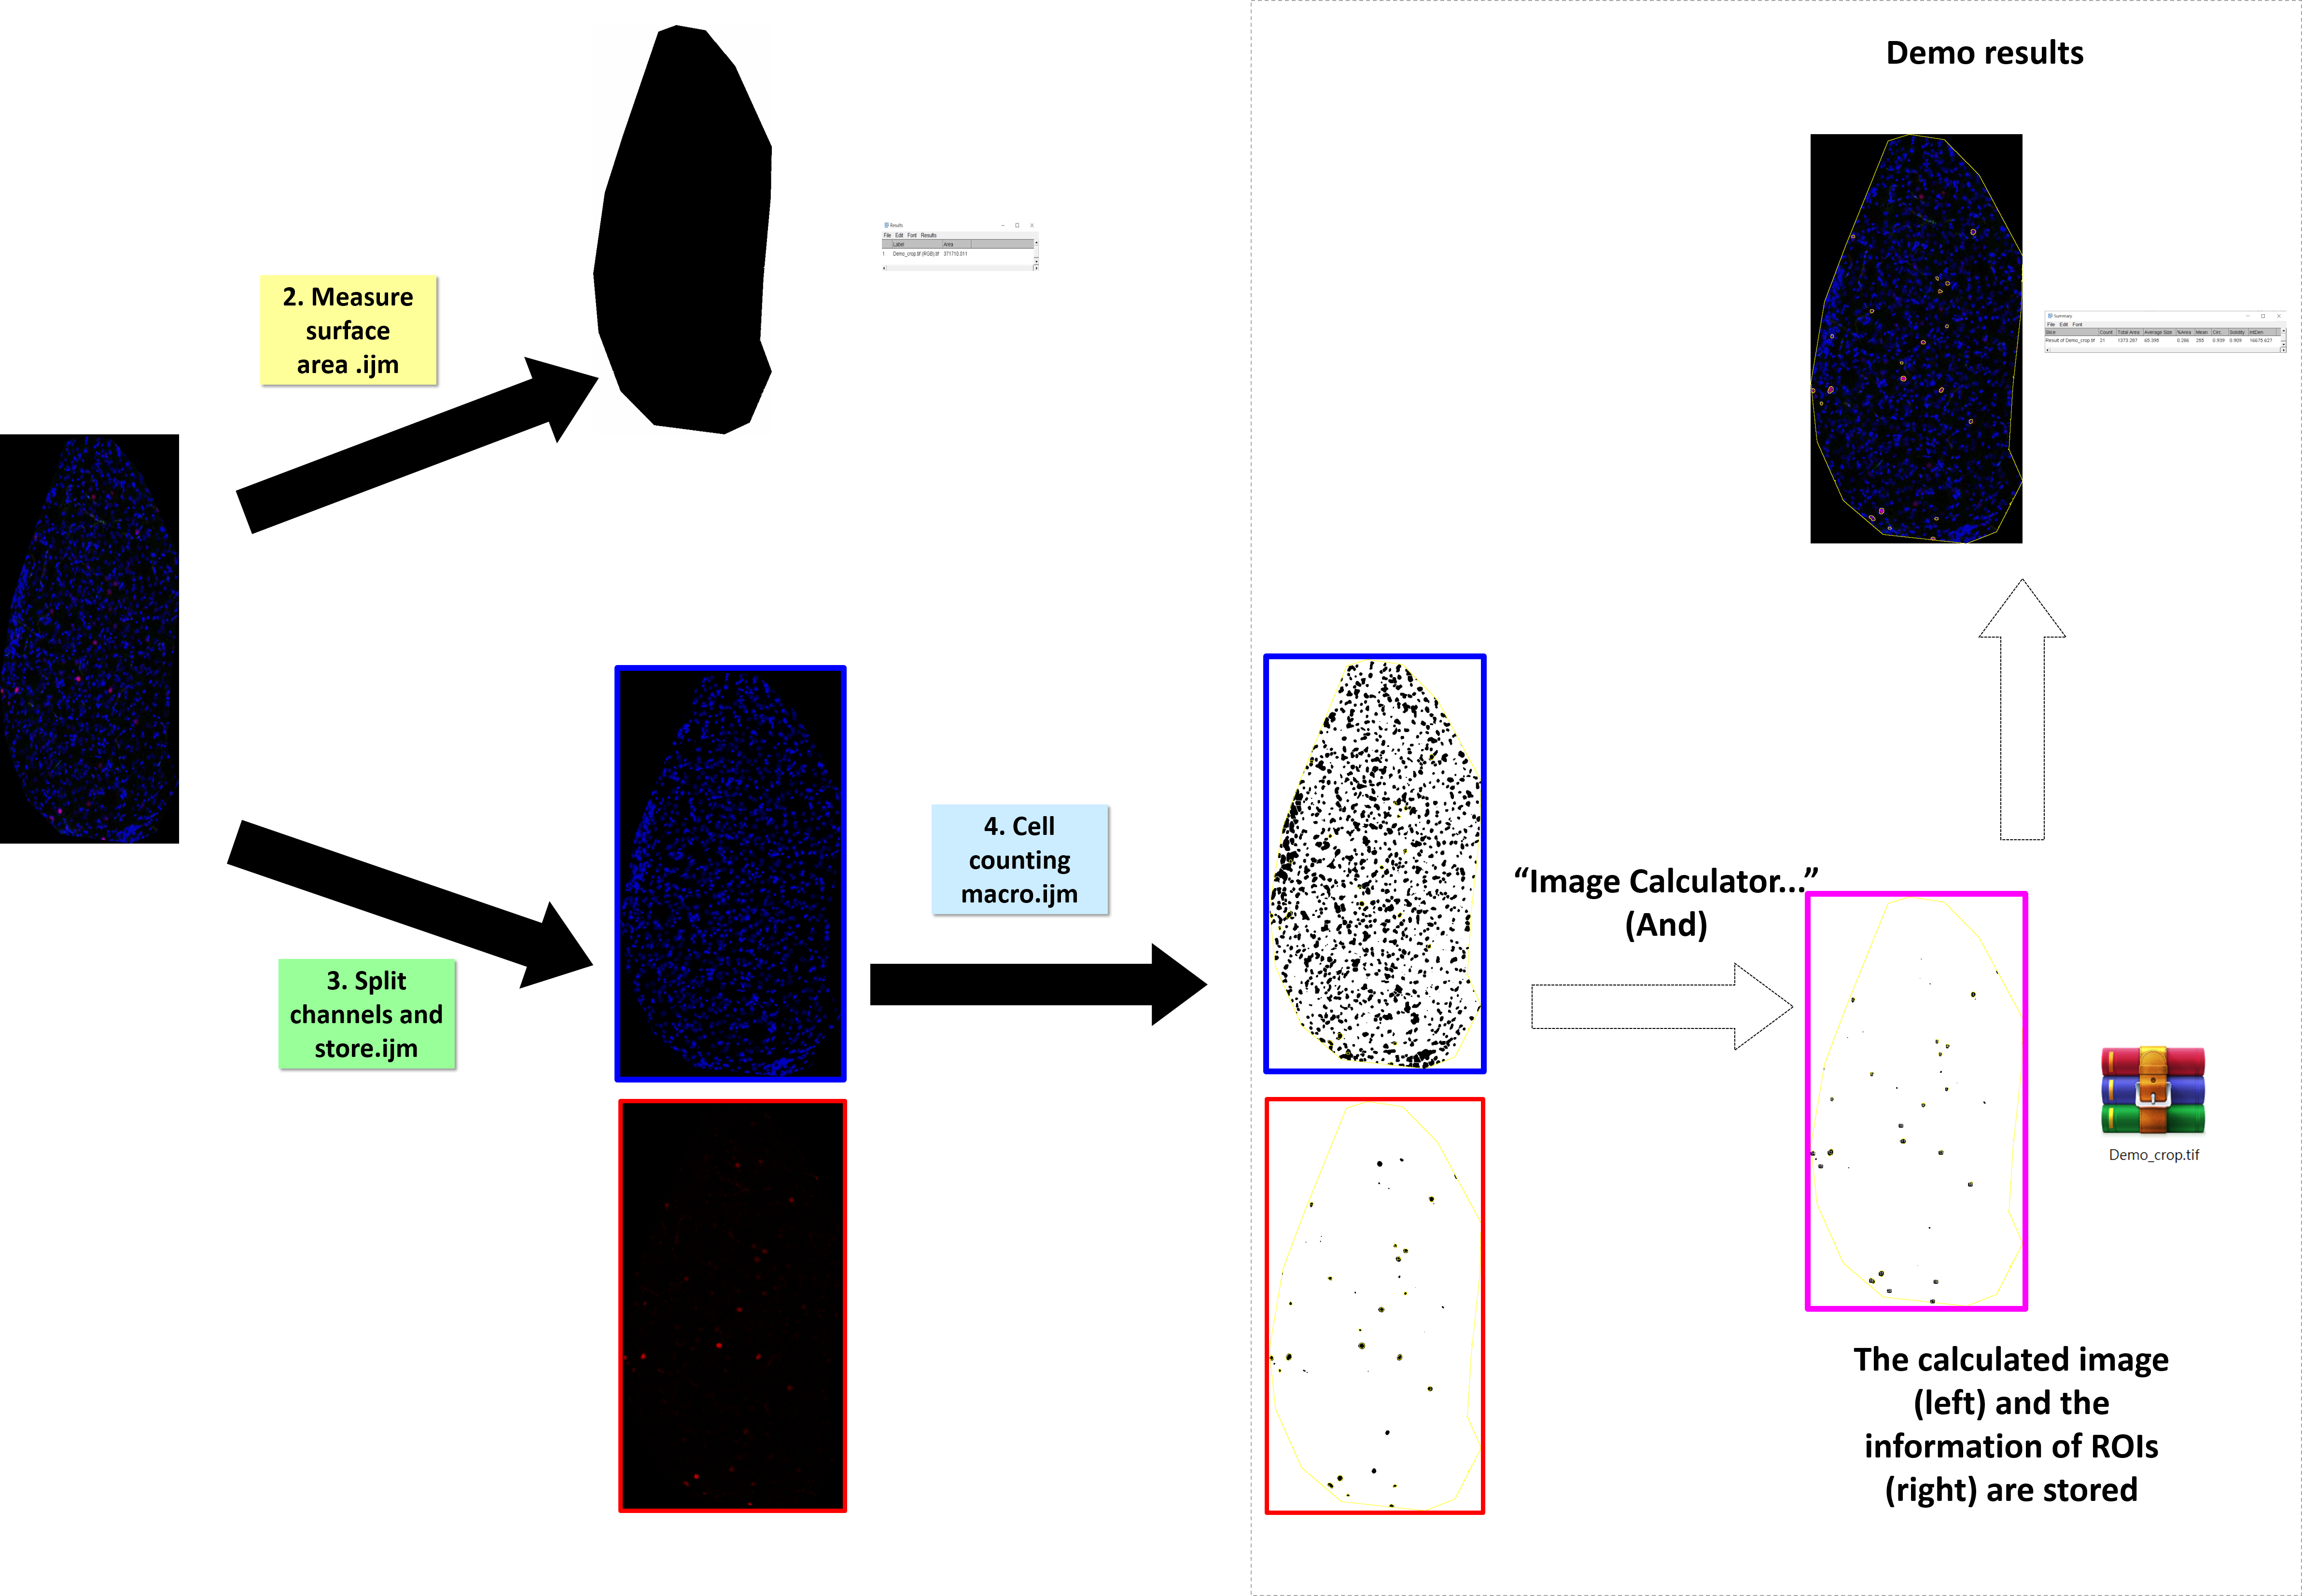 Demo results
Results
File Edit Font Results
Label Area
1 Demo_crop.tif (RGB).tif 371710.011
2. Measure
surface
area .ijm
Summary
File Edit Font
Slice Count Total Area Average Size %Area Mean Circ. Solidity IntDen
Result of Demo_crop.tif 21 1373.287 65.395 0.286 255 0.939 0.909 16675.627
4. Cell
counting
macro.ijm
“Image Calculator...”
(And)
3. Split
channels and
store.ijm
Demo_crop.tif
The calculated image
(left) and the
information of ROIs
(right) are stored